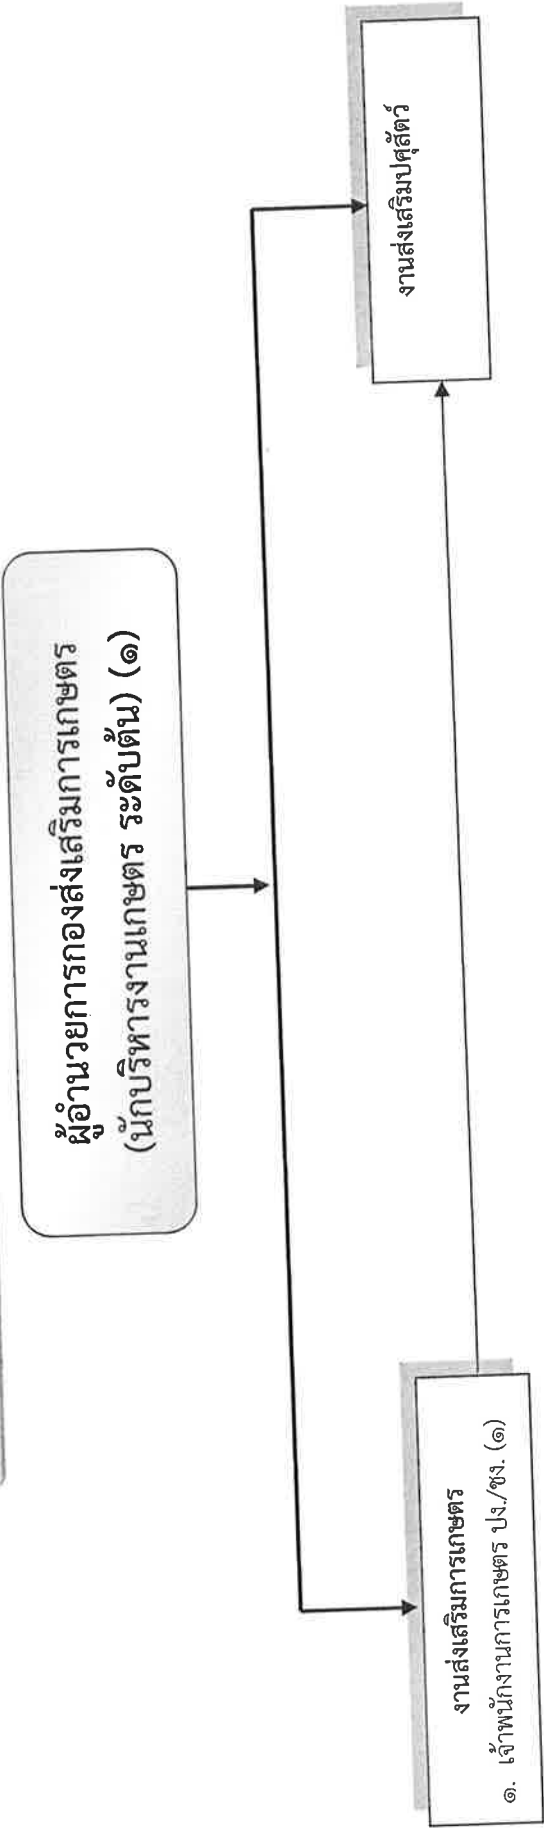 ผู้อำนวยการกองส่งเสริมการเกษตร
(นักบริหารงานเกษตร ระดับต้น) (๑)
งานส่งเสริมการเกษตร
๑. เจ้าพนักงานการเกษตร ปง./ชง. (๑)
งานส่งเสริมปศุสัตว์